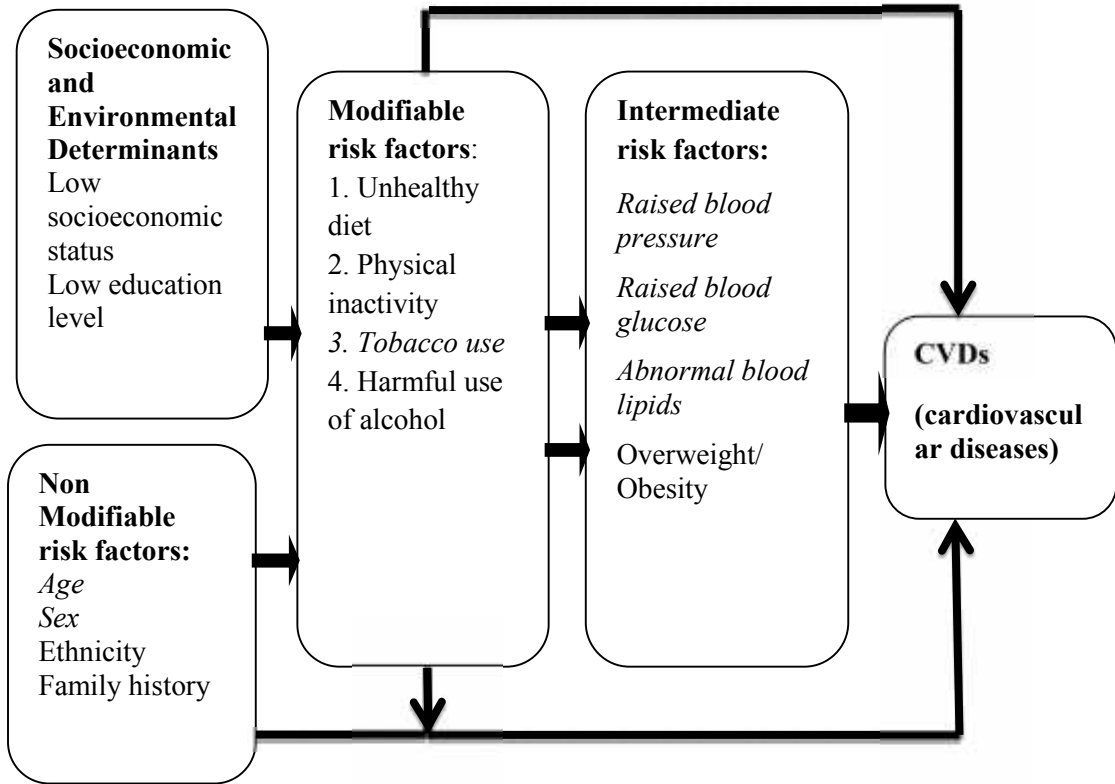 Socioeconomic
and
Environmental
Determinants
Low
socioeconomic
status
Low education
level
Non
Modifiable
risk factors:
Age
Sex
Ethnicity
Family history
Modifiable
risk factors:
1. Unhealthy
diet
2. Physical
inactivity
3. Tobacco use
4. Harmful use
of alcohol
Intermediate
risk factors:
Raised blood
pressure
Raised blood
glucose
Abnormal blood
lipids
Overweight/
Obesity
CVDs
(cardiovascul
ar diseases)